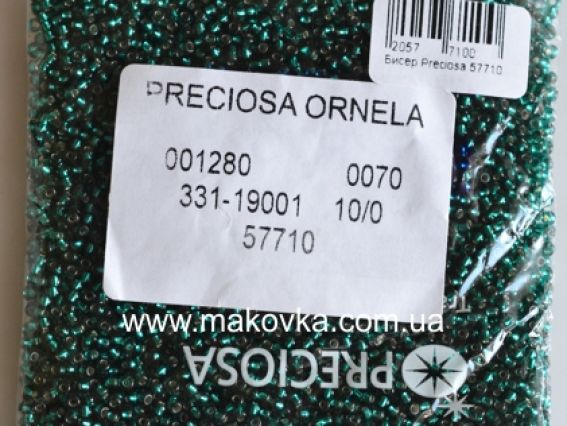 2057 7100
Бисер Preciosa 57710
PRECIOSA ORNELA
001280 0070
331-19001 10/0
57710
www.makovka.com.ua
PRECIOSA